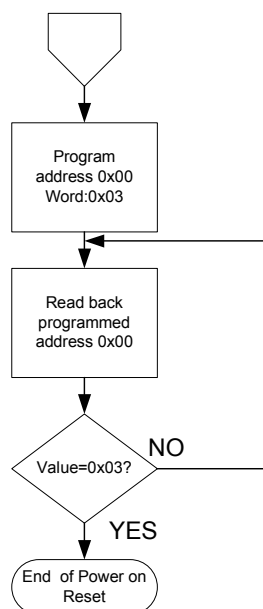 Program
address 0x00
Word:0x03
Read back
programmed
address 0x00
Value=0x03?
NO
YES
End of Power on
Reset